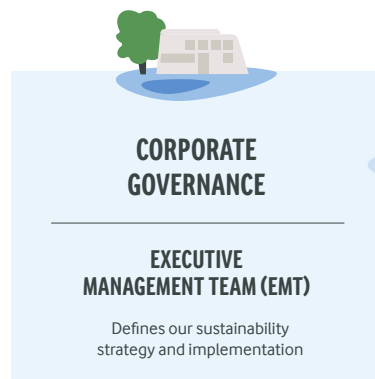 CORPORATE
GOVERNANCE
EXECUTIVE
MANAGEMENT TEAM (EMT)
Defines our sustainability
strategy and implementation